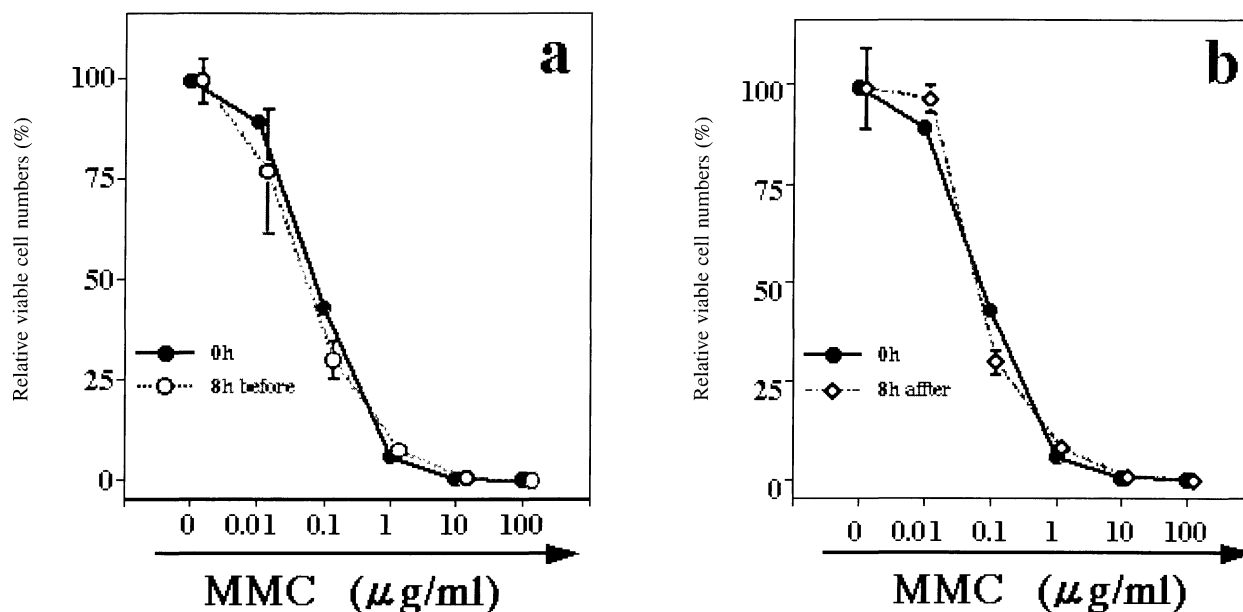 a
Relative viable cell numbers (%)
100
75
50
25
0
0h
8h before
0 0.01 0.1 1 10 100
MMC (μg/ml)
b
Relative viable cell numbers (%)
100
75
50
25
0
0h
8h affter
0 0.01 0.1 1 10 100
MMC (μg/ml)